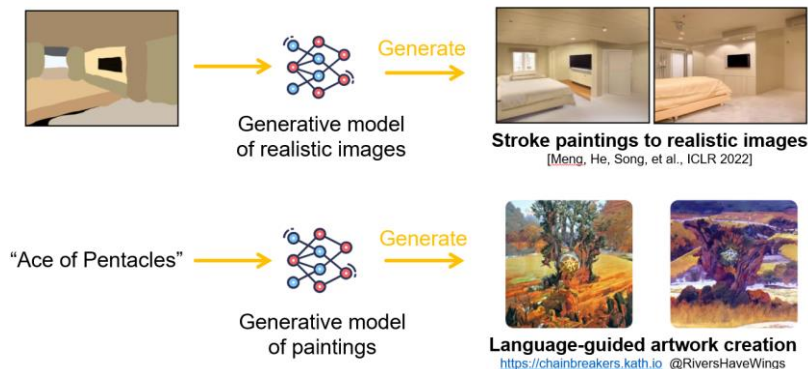 Generate
Generative model
of realistic images
Stroke paintings to realistic images
[Meng, He, Song, et al., ICLR 2022]
"Ace of Pentacles"
Generate
Generative model
of paintings
Language-guided artwork creation
https://chainbreakers.kath.io @RiversHaveWings